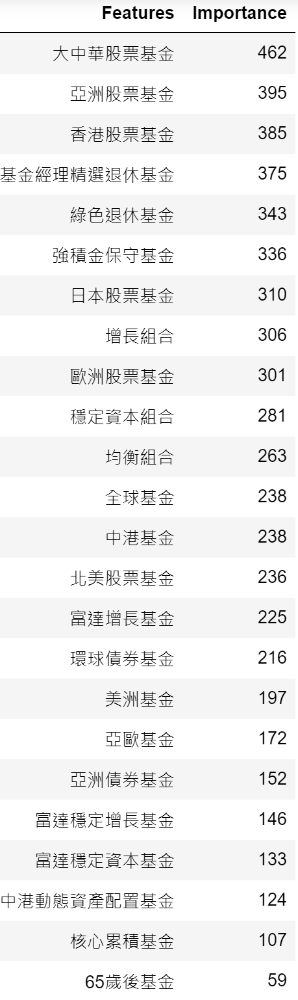 Features Importance
大中華股票基金 462
亞洲股票基金 395
香港股票基金 385
基金經理精選退休基金 375
綠色退休基金 343
強積金保守基金 336
日本股票基金 310
增長組合 306
歐洲股票基金 301
穩定資本組合 281
均衡組合 263
全球基金 238
中港基金 238
北美股票基金 236
富達增長基金 225
環球債券基金 216
美洲基金 197
亞歐基金 172
亞洲債券基金 152
富達穩定增長基金 146
富達穩定資本基金 133
中港動態資產配置基金 124
核心累積基金 107
65歲後基金 59